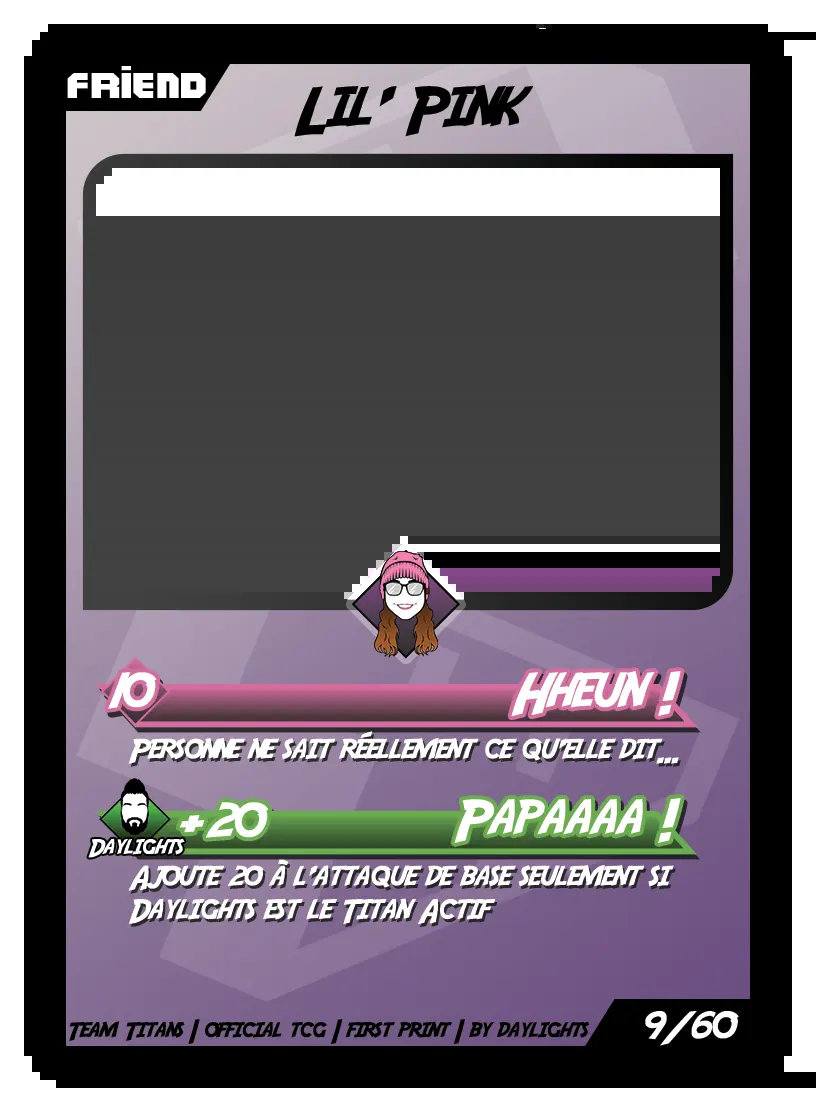 FRIEND
LIL' PINK
10 HHEUN !
PERSONNE NE SAIT RÉELLEMENT CE QU'ELLE DIT...
DAYLIGHTS +20 PAPAAAA !
AJOUTE 20 À L'ATTAQUE DE BASE SEULEMENT SI
DAYLIGHTS EST LE TITAN ACTIF
TEAM TITANS | OFFICIAL TCG | FIRST PRINT | BY DAYLIGHTS
9/60